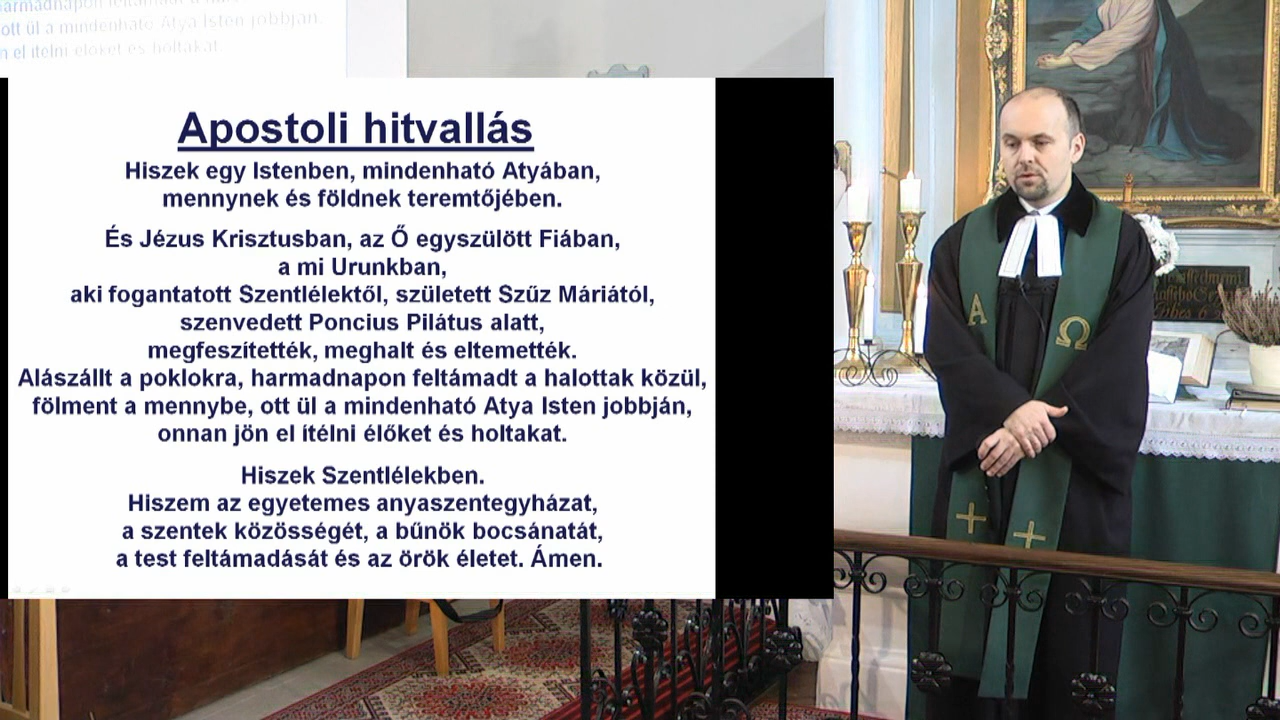 harmadnapon feltámadt a
ott ül a mindenható Atya Isten jobbján,
n el ítélni élőket és holtakat.
Apostoli hitvallás
Hiszek egy Istenben, mindenható Atyában,
mennynek és földnek teremtőjében.
És Jézus Krisztusban, az Ő egyszülött Fiában,
a mi Urunkban,
aki fogantatott Szentlélektől, született Szűz Máriától,
szenvedett Poncius Pilátus alatt,
megfeszítették, meghalt és eltemették.
Alászállt a poklokra, harmadnapon feltámadt a halottak közül,
fölment a mennybe, ott ül a mindenható Atya Isten jobbján,
onnan jön el ítélni élőket és holtakat.
Hiszek Szentlélekben.
Hiszem az egyetemes anyaszentegyházat,
a szentek közösségét, a bűnök bocsánatát,
a test feltámadását és az örök életet. Ámen.
Α Ω